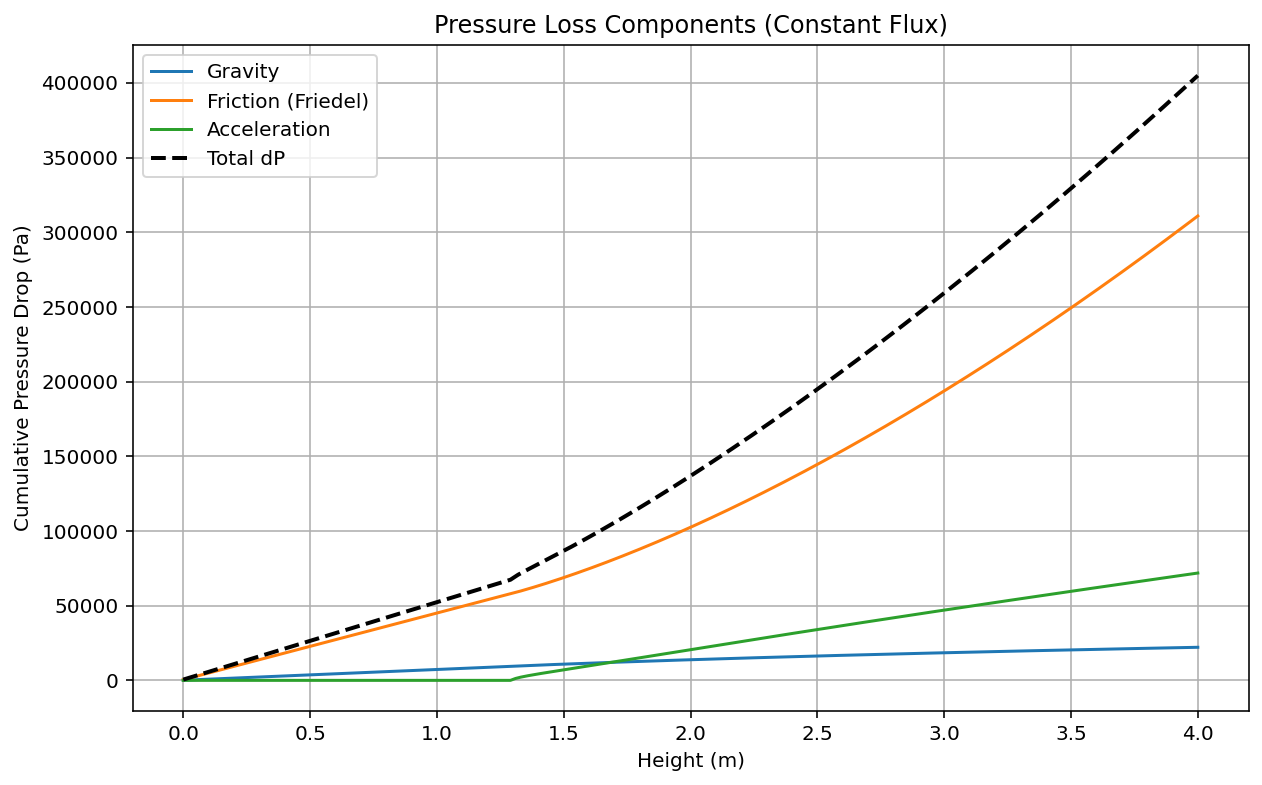 Pressure Loss Components (Constant Flux)
Gravity
Friction (Friedel)
Acceleration
Total dP
Cumulative Pressure Drop (Pa)
400000
350000
300000
250000
200000
150000
100000
50000
0
0.0 0.5 1.0 1.5 2.0 2.5 3.0 3.5 4.0
Height (m)